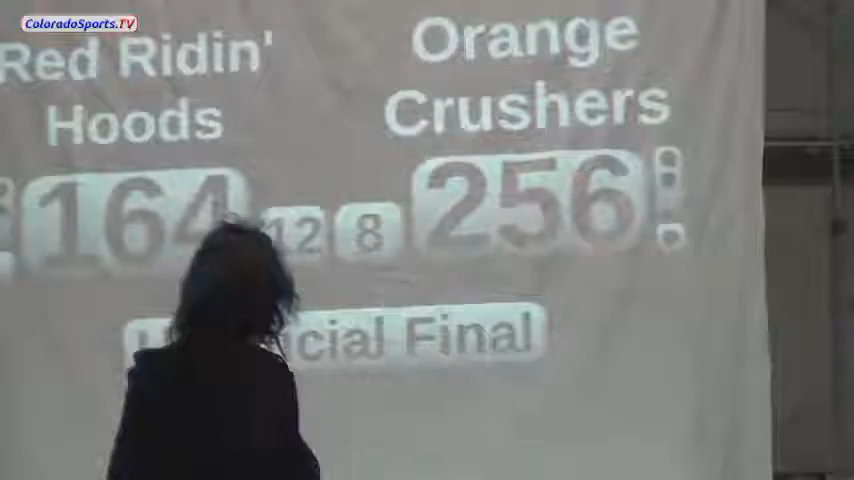 ColoradoSports.TV
Red Ridin'
Hoods
Orange
Crushers
164 12 8 256
Final